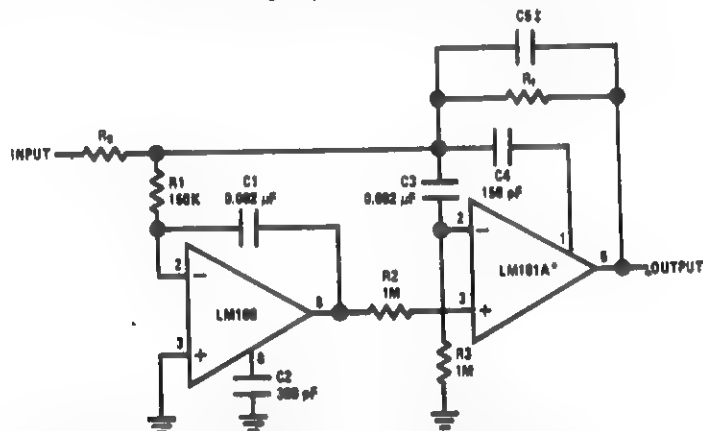 C5‡
Rf
INPUT
Rs
R1
150K
C1
0.002 µF
C3
0.002 µF
C4
150 pF
2
1
2
LM101A*
6
OUTPUT
R2
1M
3
LM108
6
3
8
C2
300 pF
R3
1M